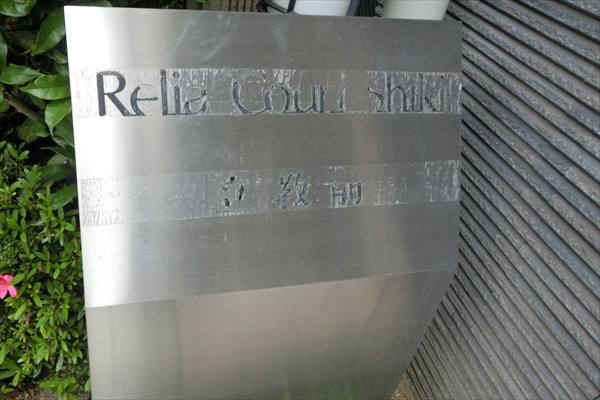 Relia Court Shiki
立教前